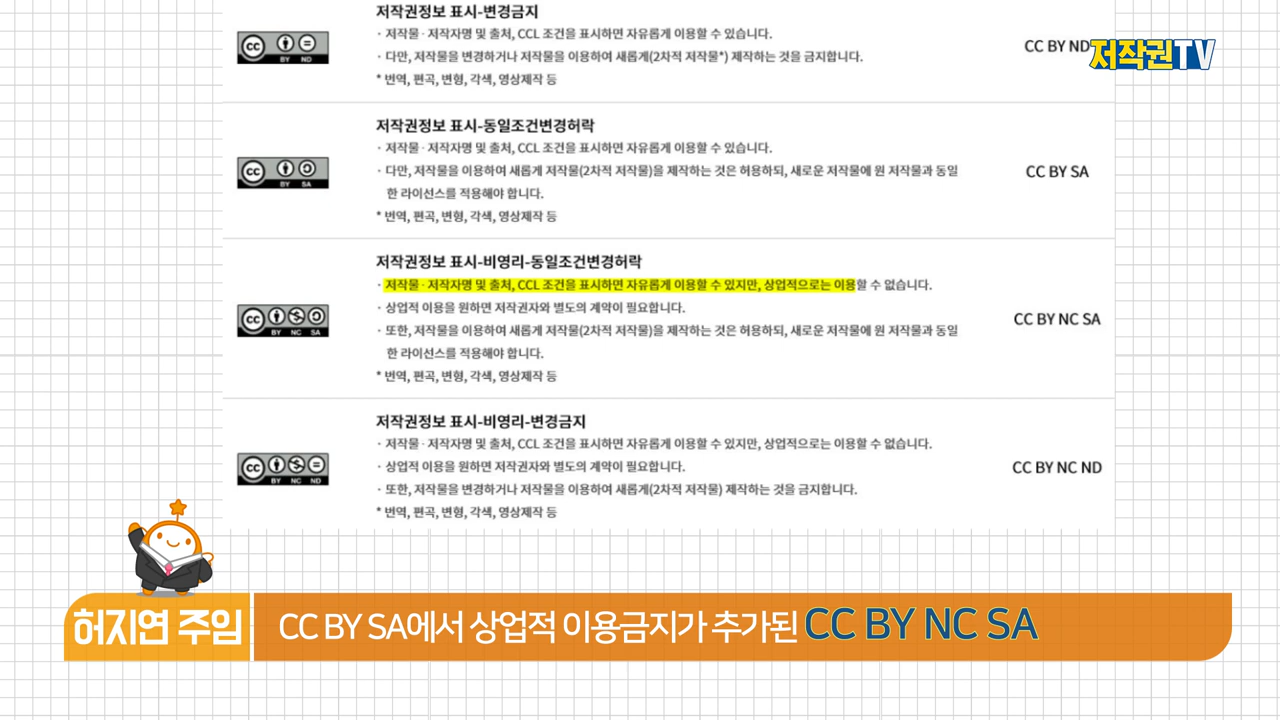 저작권TV
저작권정보 표시-변경금지
· 저작물 · 저작자명 및 출처, CCL 조건을 표시하면 자유롭게 이용할 수 있습니다.
· 다만, 저작물을 변경하거나 저작물을 이용하여 새롭게(2차적 저작물*) 제작하는 것을 금지합니다.
* 번역, 편곡, 변형, 각색, 영상제작 등
cc BY ND
CC BY ND
저작권정보 표시-동일조건변경허락
· 저작물 · 저작자명 및 출처, CCL 조건을 표시하면 자유롭게 이용할 수 있습니다.
· 다만, 저작물을 이용하여 새롭게 저작물(2차적 저작물)을 제작하는 것은 허용하되, 새로운 저작물에 원 저작물과 동일
한 라이선스를 적용해야 합니다.
* 번역, 편곡, 변형, 각색, 영상제작 등
cc BY SA
CC BY SA
저작권정보 표시-비영리-동일조건변경허락
· 저작물 · 저작자명 및 출처, CCL 조건을 표시하면 자유롭게 이용할 수 있지만, 상업적으로는 이용할 수 없습니다.
· 상업적 이용을 원하면 저작권자와 별도의 계약이 필요합니다.
· 또한, 저작물을 이용하여 새롭게 저작물(2차적 저작물)을 제작하는 것은 허용하되, 새로운 저작물에 원 저작물과 동일
한 라이선스를 적용해야 합니다.
* 번역, 편곡, 변형, 각색, 영상제작 등
cc BY NC SA
CC BY NC SA
저작권정보 표시-비영리-변경금지
· 저작물 · 저작자명 및 출처, CCL 조건을 표시하면 자유롭게 이용할 수 있지만, 상업적으로는 이용할 수 없습니다.
· 상업적 이용을 원하면 저작권자와 별도의 계약이 필요합니다.
· 또한, 저작물을 변경하거나 저작물을 이용하여 새롭게(2차적 저작물) 제작하는 것을 금지합니다.
* 번역, 편곡, 변형, 각색, 영상제작 등
cc BY NC ND
CC BY NC ND
허지연 주임
CC BY SA에서 상업적 이용금지가 추가된 CC BY NC SA